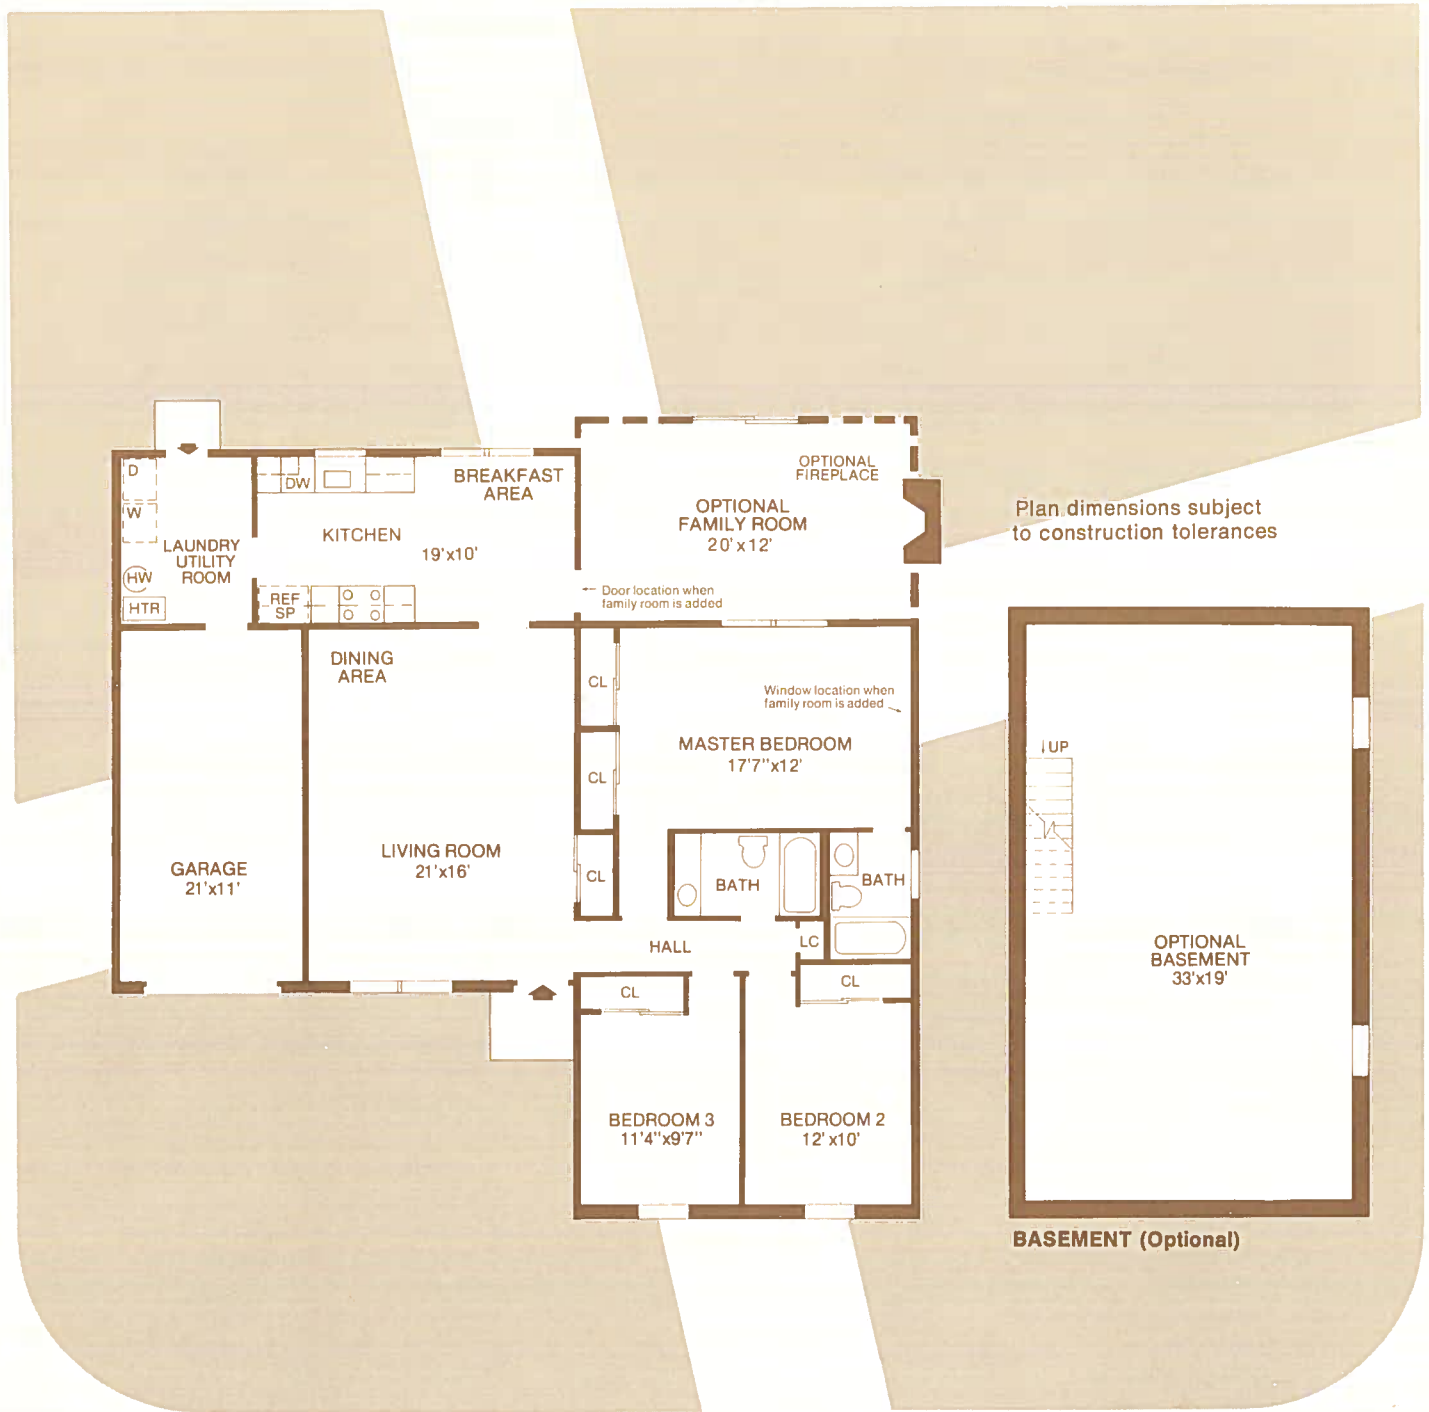 D
W
LAUNDRY
UTILITY
ROOM
HW
HTR
DW
BREAKFAST
AREA
KITCHEN
19'x10'
REF
SP
OPTIONAL
FIREPLACE
OPTIONAL
FAMILY ROOM
20'x12'
Door location when
family room is added
Plan dimensions subject
to construction tolerances
DINING
AREA
CL
Window location when
family room is added
MASTER BEDROOM
17'7"x12'
CL
GARAGE
21'x11'
LIVING ROOM
21'x16'
CL
BATH
BATH
HALL
LC
CL
CL
BEDROOM 3
11'4"x9'7"
BEDROOM 2
12'x10'
UP
OPTIONAL
BASEMENT
33'x19'
BASEMENT (Optional)